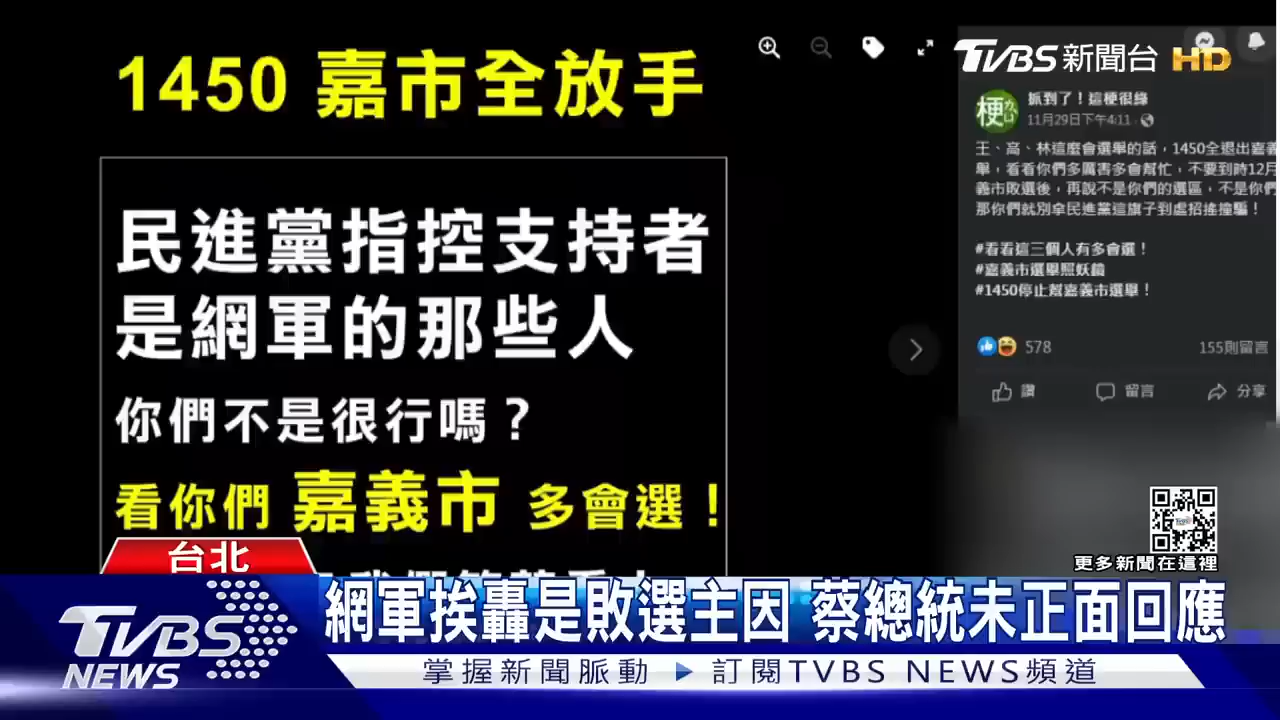 1450 嘉市全放手
民進黨指控支持者
是網軍的那些人
你們不是很行嗎？
看你們 嘉義市 多會選！
TVBS新聞台 HD
梗ㄍㄥˇ
抓到了！這梗很綠
11月29日下午4:11
王、高、林這麼會選舉的話，1450全退出嘉義
舉，看看你們多厲害多會幫忙，不要到時12月
義市敗選後，再說不是你們的選區，不是你們
那你們就別拿民進黨這旗子到處招搖撞騙！
#看看這三個人有多會選！
#嘉義市選舉照妖鏡
#1450停止幫嘉義市選舉！
578
155則留言
讚 留言 分享
更多新聞在這裡
台北
網軍挨轟是敗選主因 蔡總統未正面回應
TVBS
NEWS
掌握新聞脈動 訂閱TVBS NEWS頻道